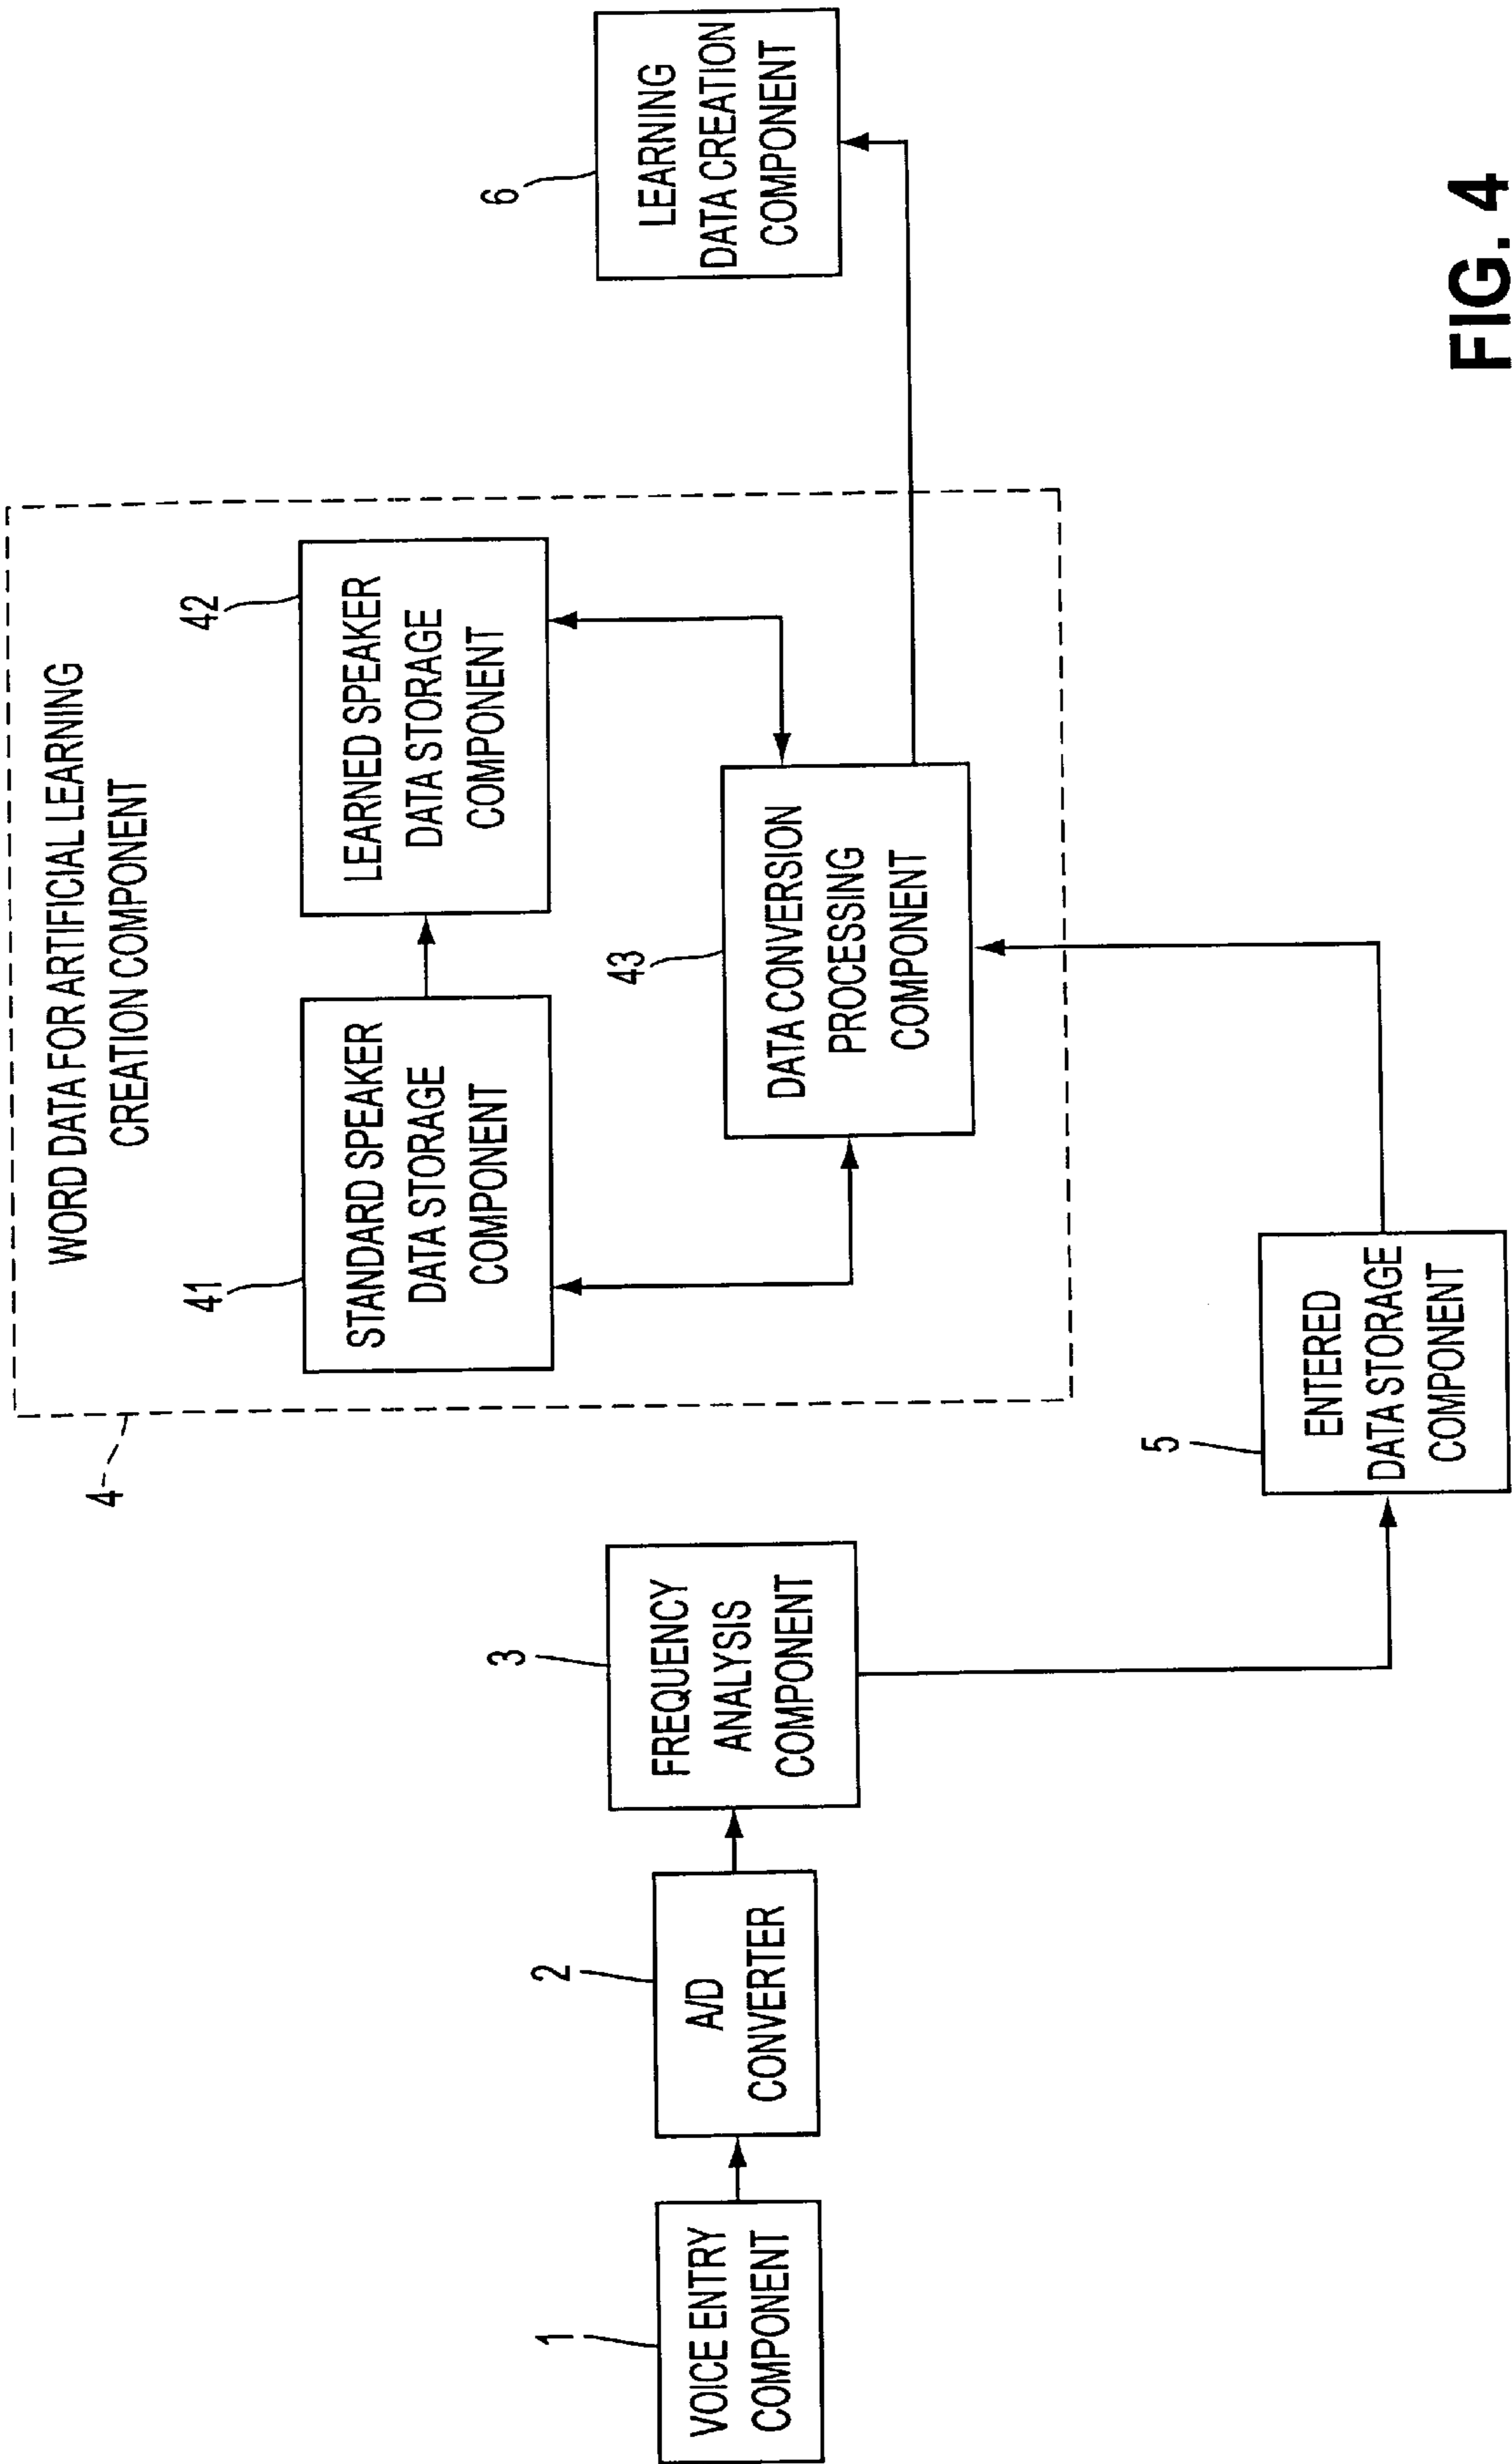 WORD DATA FOR ARTIFICIAL LEARNING
CREATION COMPONENT
4
41
STANDARD SPEAKER
DATA STORAGE
COMPONENT
42
LEARNED SPEAKER
DATA STORAGE
COMPONENT
1
VOICE ENTRY
COMPONENT
2
A/D
CONVERTER
3
FREQUENCY
ANALYSIS
COMPONENT
43
DATA CONVERSION
PROCESSING
COMPONENT
6
LEARNING
DATA CREATION
COMPONENT
5
ENTERED
DATA STORAGE
COMPONENT
FIG. 4